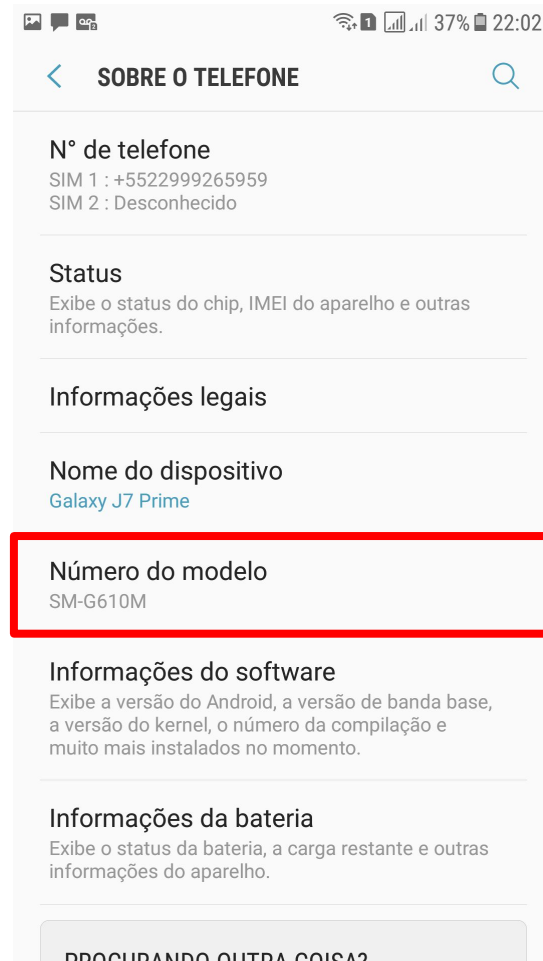 1 37% 22:02
SOBRE O TELEFONE
N° de telefone
SIM 1 : +5522999265959
SIM 2 : Desconhecido
Status
Exibe o status do chip, IMEI do aparelho e outras
informações.
Informações legais
Nome do dispositivo
Galaxy J7 Prime
Número do modelo
SM-G610M
Informações do software
Exibe a versão do Android, a versão de banda base,
a versão do kernel, o número da compilação e
muito mais instalados no momento.
Informações da bateria
Exibe o status da bateria, a carga restante e outras
informações do aparelho.
PROCURANDO OUTRA COISA?